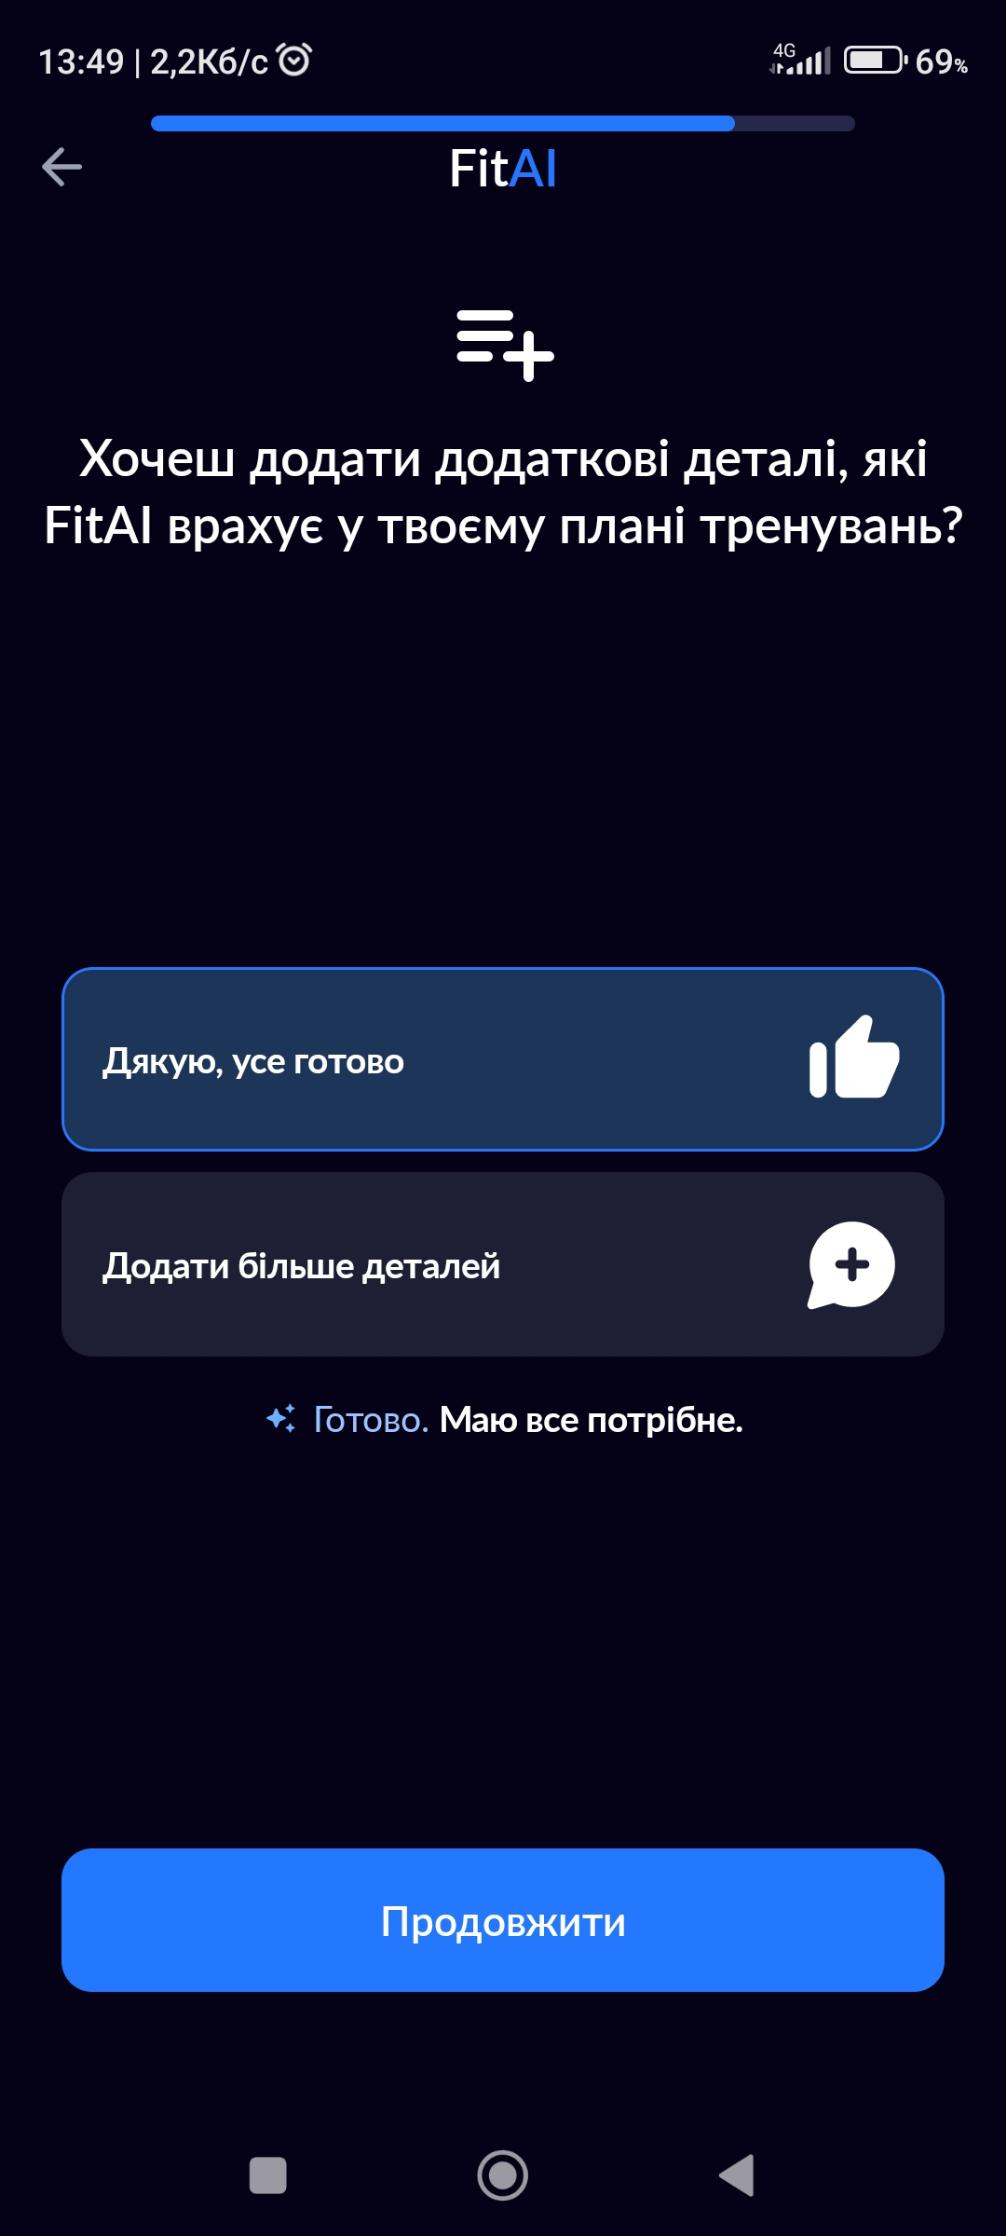 13:49 | 2,2Кб/с
4G
69%
FitAI
Хочеш додати додаткові деталі, які
FitAI врахує у твоєму плані тренувань?
Дякую, усе готово
Додати більше деталей
Готово. Маю все потрібне.
Продовжити